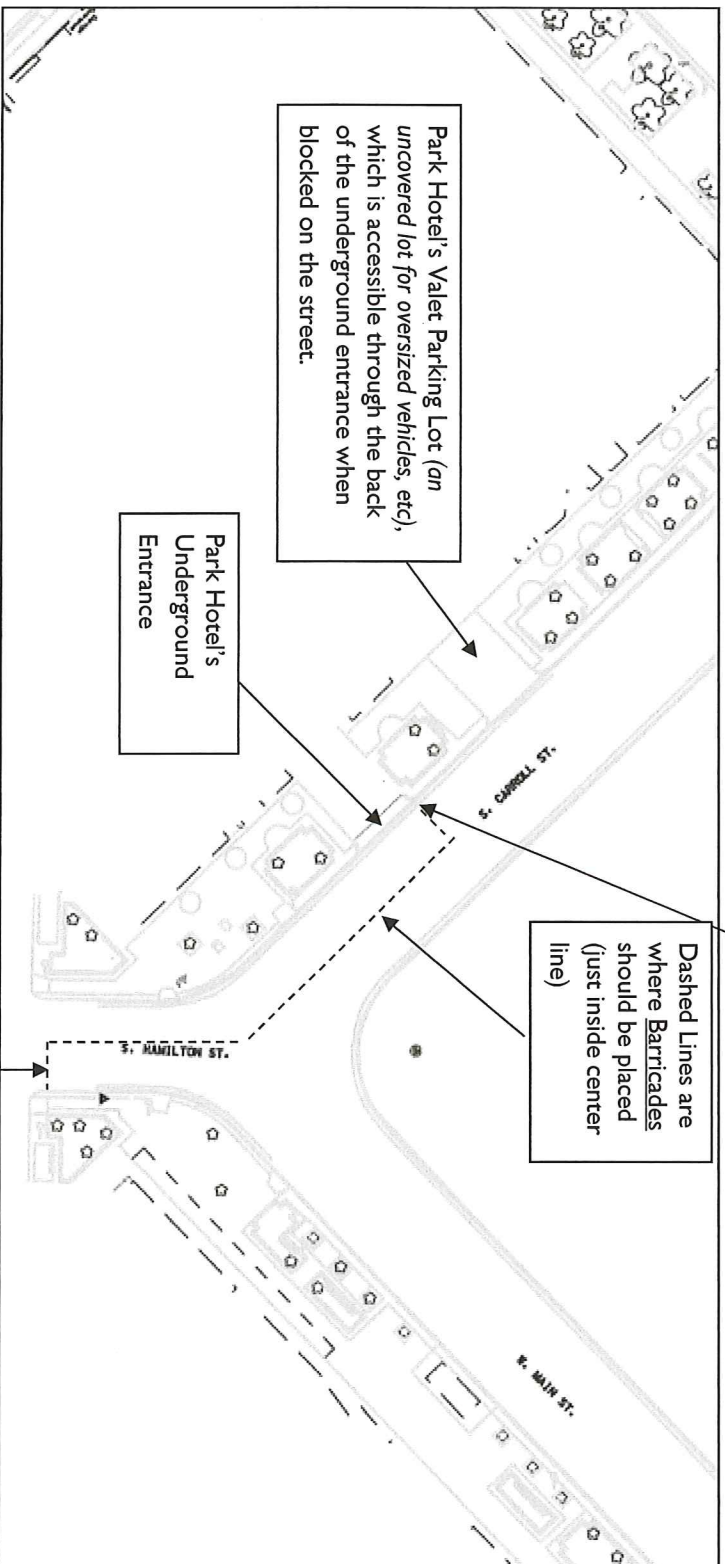 Park Hotel's Valet Parking Lot (an
uncovered lot for oversized vehicles, etc),
which is accessible through the back
of the underground entrance when
blocked on the street.
Park Hotel's
Underground
Entrance
Dashed Lines are
where Barricades
should be placed
(just inside center
line)
S. CARROLL ST.
S. HAMILTON ST.
W. MAIN ST.